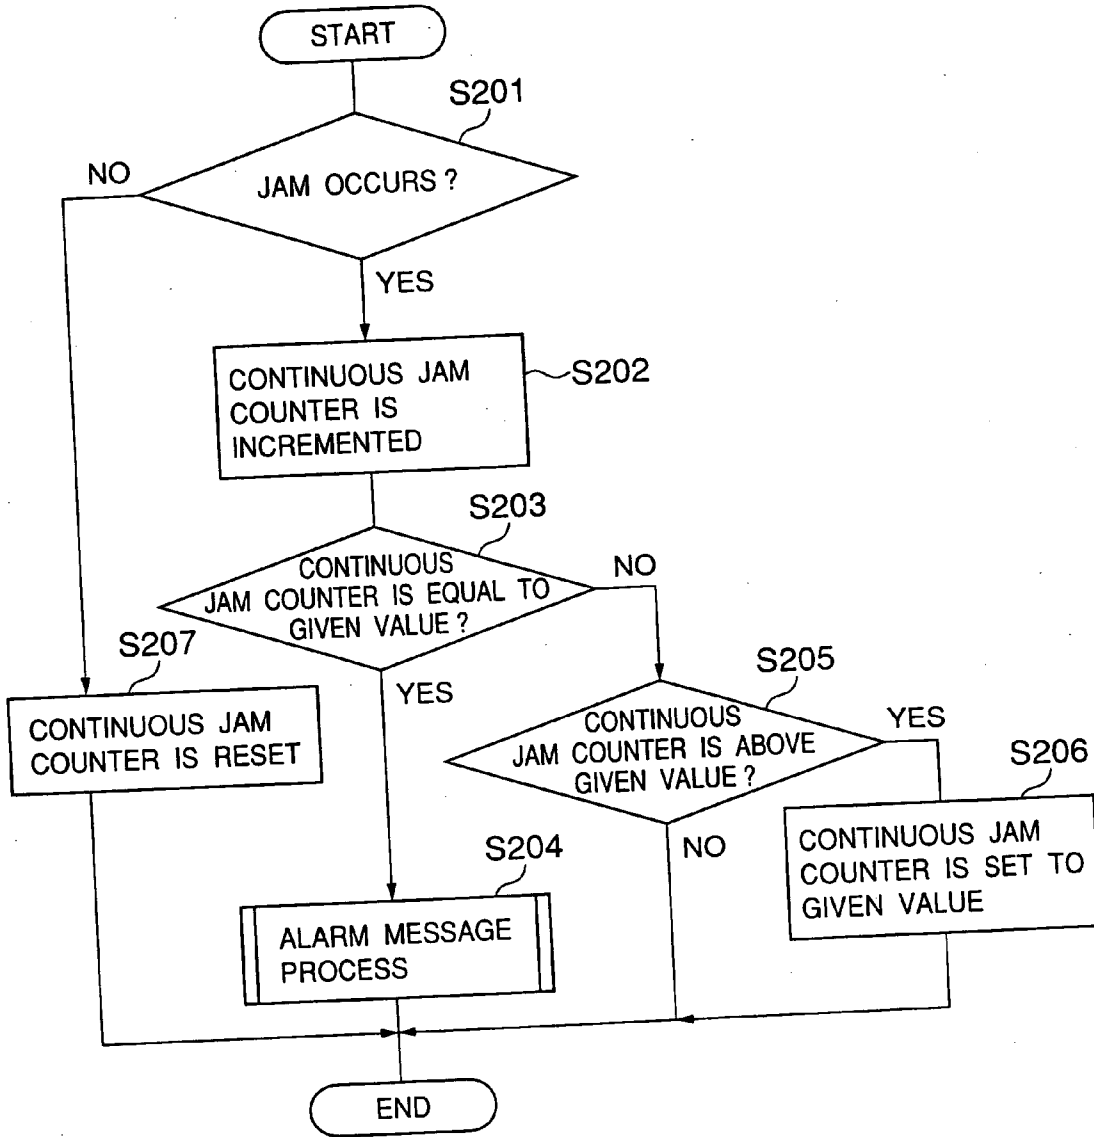 START
S201
NO
JAM OCCURS ?
YES
CONTINUOUS JAM
COUNTER IS
INCREMENTED
S202
S203
CONTINUOUS
JAM COUNTER IS EQUAL TO
GIVEN VALUE ?
NO
S207
YES
S205
CONTINUOUS JAM
COUNTER IS RESET
CONTINUOUS
JAM COUNTER IS ABOVE
GIVEN VALUE ?
YES
S206
NO
CONTINUOUS JAM
COUNTER IS SET TO
GIVEN VALUE
S204
ALARM MESSAGE
PROCESS
END